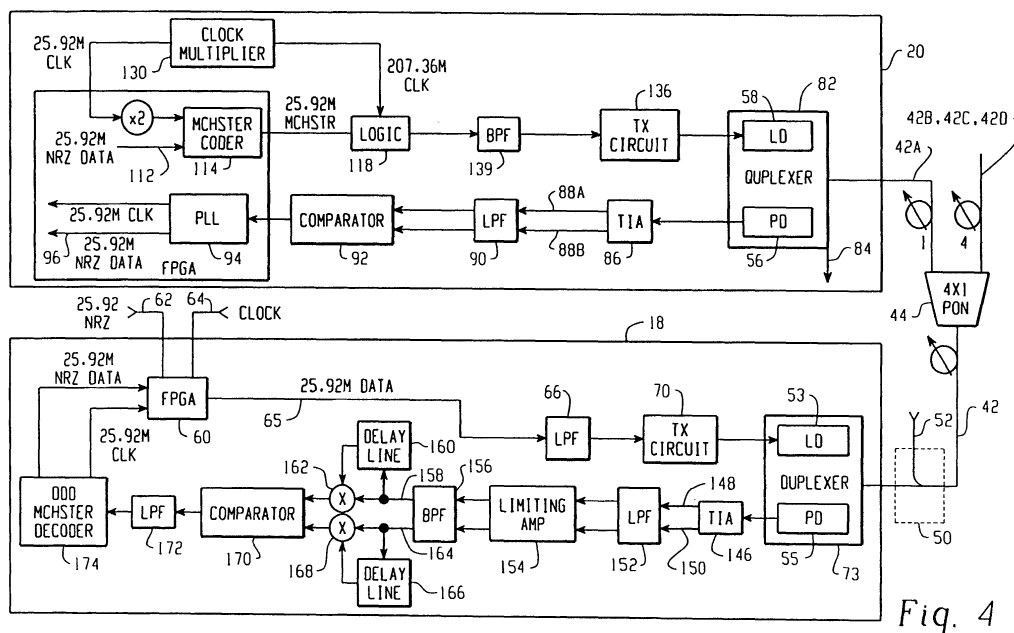 25.92M
CLK
CLOCK
MULTIPLIER
130
207.36M
CLK
20
x2
MCHSTER
CODER
114
25.92M
NRZ DATA
112
25.92M
MCHSTR
LOGIC
118
BPF
139
136
TX
CIRCUIT
58
82
LD
QUPLEXER
PD
56
84
42B, 42C, 42D
42A
1
4
25.92M CLK
96
25.92M
NRZ DATA
PLL
94
FPGA
COMPARATOR
92
LPF
90
88A
88B
TIA
86
44
4X1
PON
25.92
NRZ
62
64
CLOCK
18
25.92M
NRZ DATA
FPGA
60
25.92M
CLK
25.92M DATA
65
66
LPF
70
TX
CIRCUIT
53
LD
DUPLEXER
PD
55
73
52
42
50
DELAY
LINE
160
162
X
158
156
BPF
164
168
X
DELAY
LINE
166
LIMITING
AMP
154
LPF
152
148
150
TIA
146
ODD
MCHSTER
DECODER
174
LPF
172
COMPARATOR
170
Fig. 4